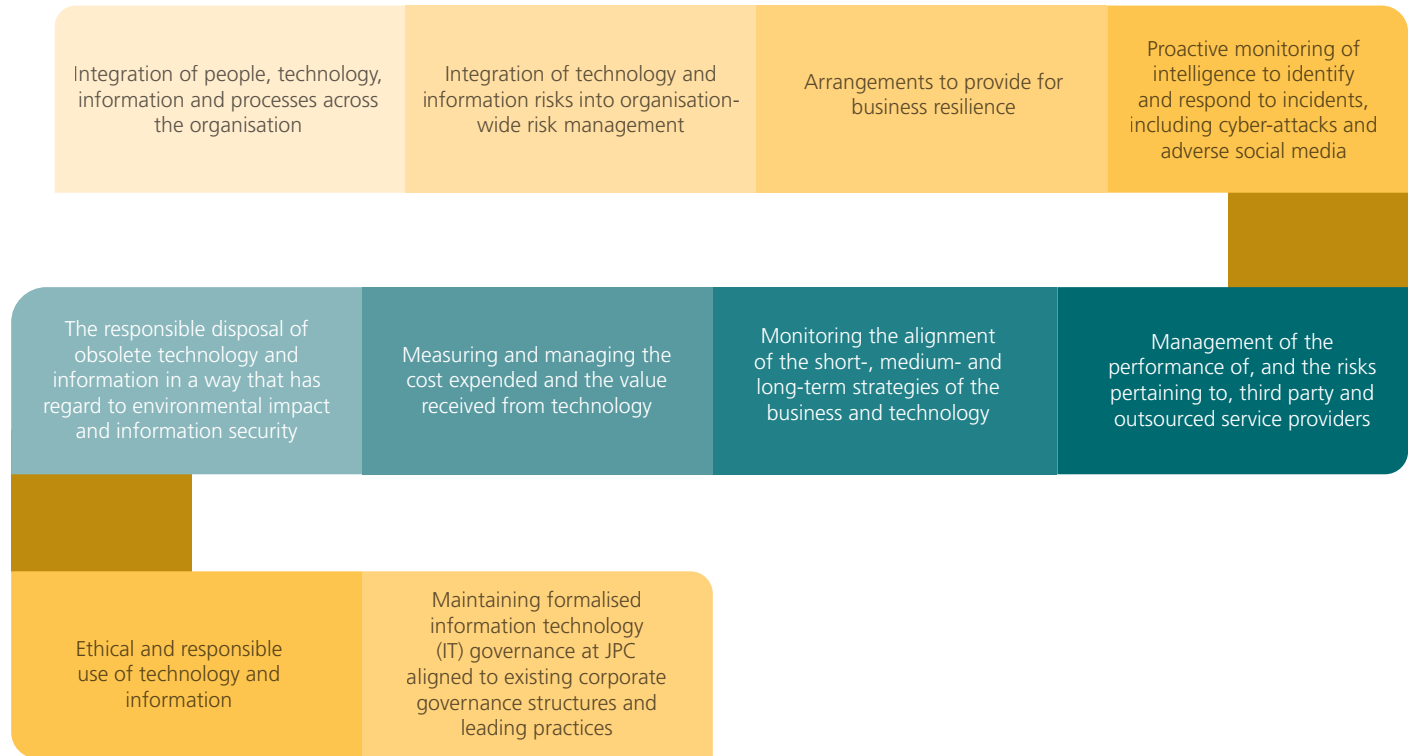 Integration of people, technology,
information and processes across
the organisation
Integration of technology and
information risks into organisation-
wide risk management
Arrangements to provide for
business resilience
Proactive monitoring of
intelligence to identify
and respond to incidents,
including cyber-attacks and
adverse social media
The responsible disposal of
obsolete technology and
information in a way that has
regard to environmental impact
and information security
Measuring and managing the
cost expended and the value
received from technology
Monitoring the alignment
of the short-, medium- and
long-term strategies of the
business and technology
Management of the
performance of, and the risks
pertaining to, third party and
outsourced service providers
Ethical and responsible
use of technology and
information
Maintaining formalised
information technology
(IT) governance at JPC
aligned to existing corporate
governance structures and
leading practices